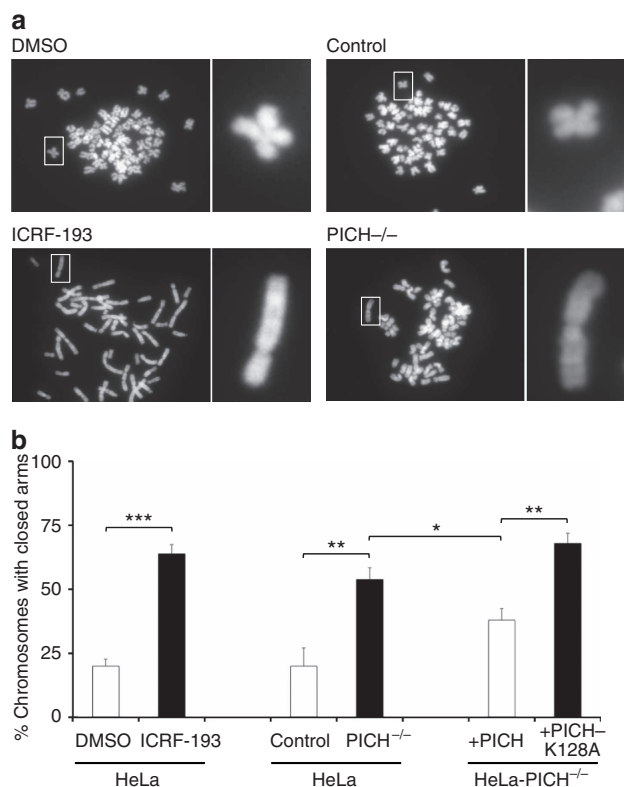 a
DMSO
Control
ICRF-193
PICH–/–
b
% Chromosomes with closed arms
100
75
50
25
0
***
**
*
**
DMSO ICRF-193
Control PICH–/–
+PICH +PICH–K128A
HeLa
HeLa
HeLa-PICH–/–